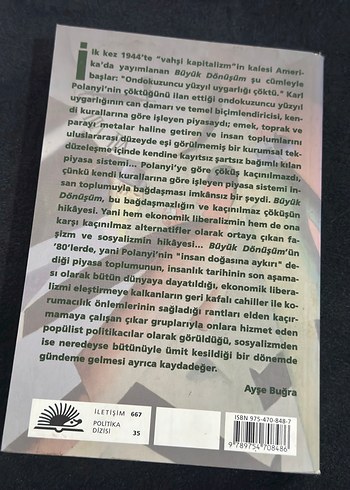 İlk kez 1944'te "vahşi kapitalizm"in kalesi Ameri-
ka'da yayımlanan Büyük Dönüşüm şu cümleyle
başlar: "Ondokuzuncu yüzyıl uygarlığı çöktü." Karl
Polanyi'nin çöktüğünü ilan ettiği ondokuzuncu yüzyıl
uygarlığının can damarı ve temel biçimlendiricisi, ken-
di kurallarına göre işleyen piyasaydı; emek, toprak ve
parayı metalar haline getiren ve insan toplumlarını
uluslararası düzeyde eşi görülmemiş bir kurumsal tek-
düzeleşme içinde kendine kayıtsız şartsız bağımlı kılan
piyasa sistemi... Polanyi'ye göre çöküş kaçınılmazdı,
çünkü kendi kurallarına göre işleyen piyasa sistemi in-
san toplumuyla bağdaşması imkânsız bir şeydi. Büyük
Dönüşüm, bu bağdaşmazlığın ve kaçınılmaz çöküşün
hikâyesi. Yani hem ekonomik liberalizmin hem de ona
karşı kaçınılmaz alternatifler olarak ortaya çıkan fa-
şizm ve sosyalizmin hikâyesi... Büyük Dönüşüm'ün
'80'lerde, yani Polanyi'nin "insan doğasına aykırı" de-
diği piyasa toplumunun, insanlık tarihinin son aşama-
sı olarak bütün dünyaya dayatıldığı, ekonomik libera-
lizmi eleştirmeye kalkanların geri kafalı cahiller ile ko-
rumacılık önlemlerinin sağladığı rantları elden kaçır-
mamaya çalışan çıkar gruplarıyla onlara hizmet eden
popülist politikacılar olarak görüldüğü, sosyalizmden
ise neredeyse bütünüyle ümit kesildiği bir dönemde
gündeme gelmesi ayrıca kaydadeğer.
Ayşe Buğra
İLETİŞİM 667
POLİTİKA
DİZİSİ 35
ISBN 975-470-848-7
9 789754 708486